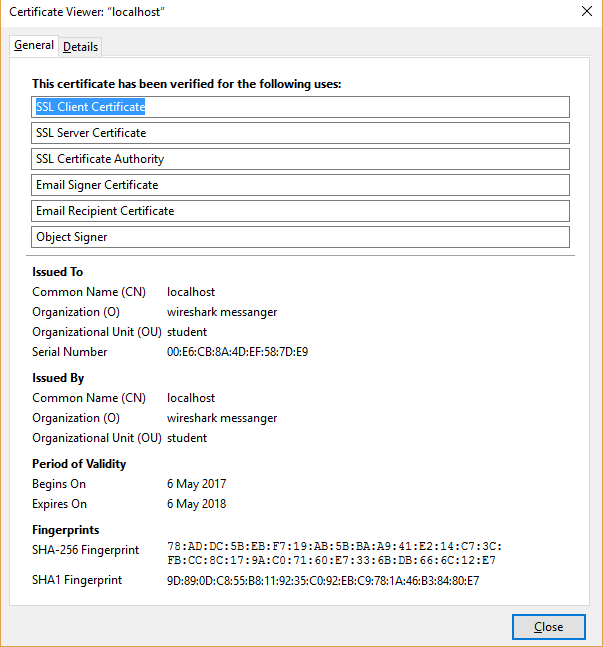 Certificate Viewer: “localhost”
General Details
This certificate has been verified for the following uses:
SSL Client Certificate
SSL Server Certificate
SSL Certificate Authority
Email Signer Certificate
Email Recipient Certificate
Object Signer
Issued To
Common Name (CN) localhost
Organization (O) wireshark messanger
Organizational Unit (OU) student
Serial Number 00:E6:CB:8A:4D:EF:58:7D:E9
Issued By
Common Name (CN) localhost
Organization (O) wireshark messanger
Organizational Unit (OU) student
Period of Validity
Begins On 6 May 2017
Expires On 6 May 2018
Fingerprints
SHA-256 Fingerprint 78:AD:DC:5B:EB:F7:19:AB:5B:BA:A9:41:E2:14:C7:3C:
FB:CC:8C:17:9A:C0:71:60:E7:33:6B:DB:66:6C:12:E7
SHA1 Fingerprint 9D:89:0D:C8:55:B8:11:92:35:C0:92:EB:C9:78:1A:46:B3:84:80:E7
Close